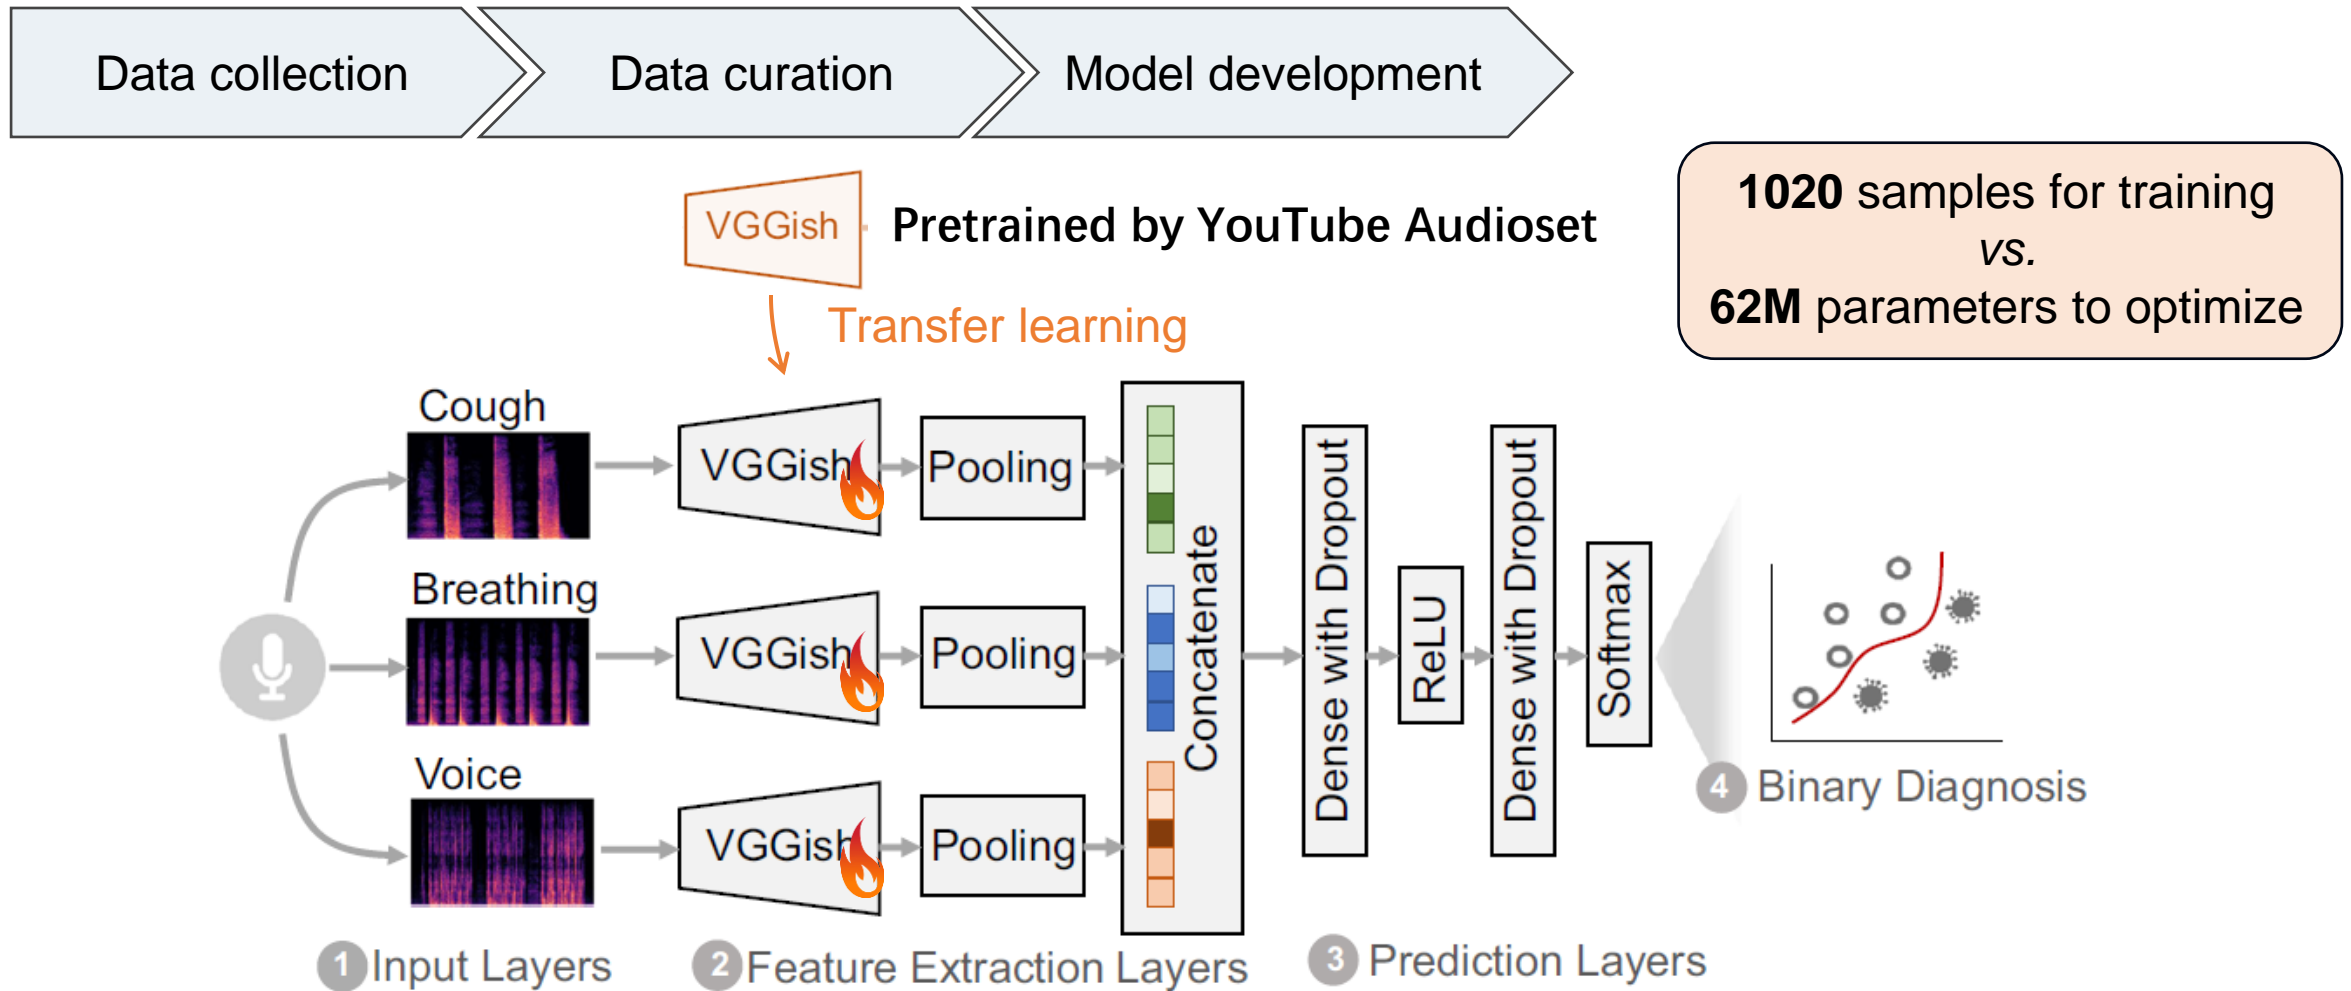 Data collection
Data curation
Model development
1020 samples for training
vs.
62M parameters to optimize
VGGish
Pretrained by YouTube Audioset
Transfer learning
Cough
VGGish
Pooling
Breathing
VGGish
Pooling
Voice
VGGish
Pooling
Concatenate
Dense with Dropout
ReLU
Dense with Dropout
Softmax
4 Binary Diagnosis
1 Input Layers
2 Feature Extraction Layers
3 Prediction Layers